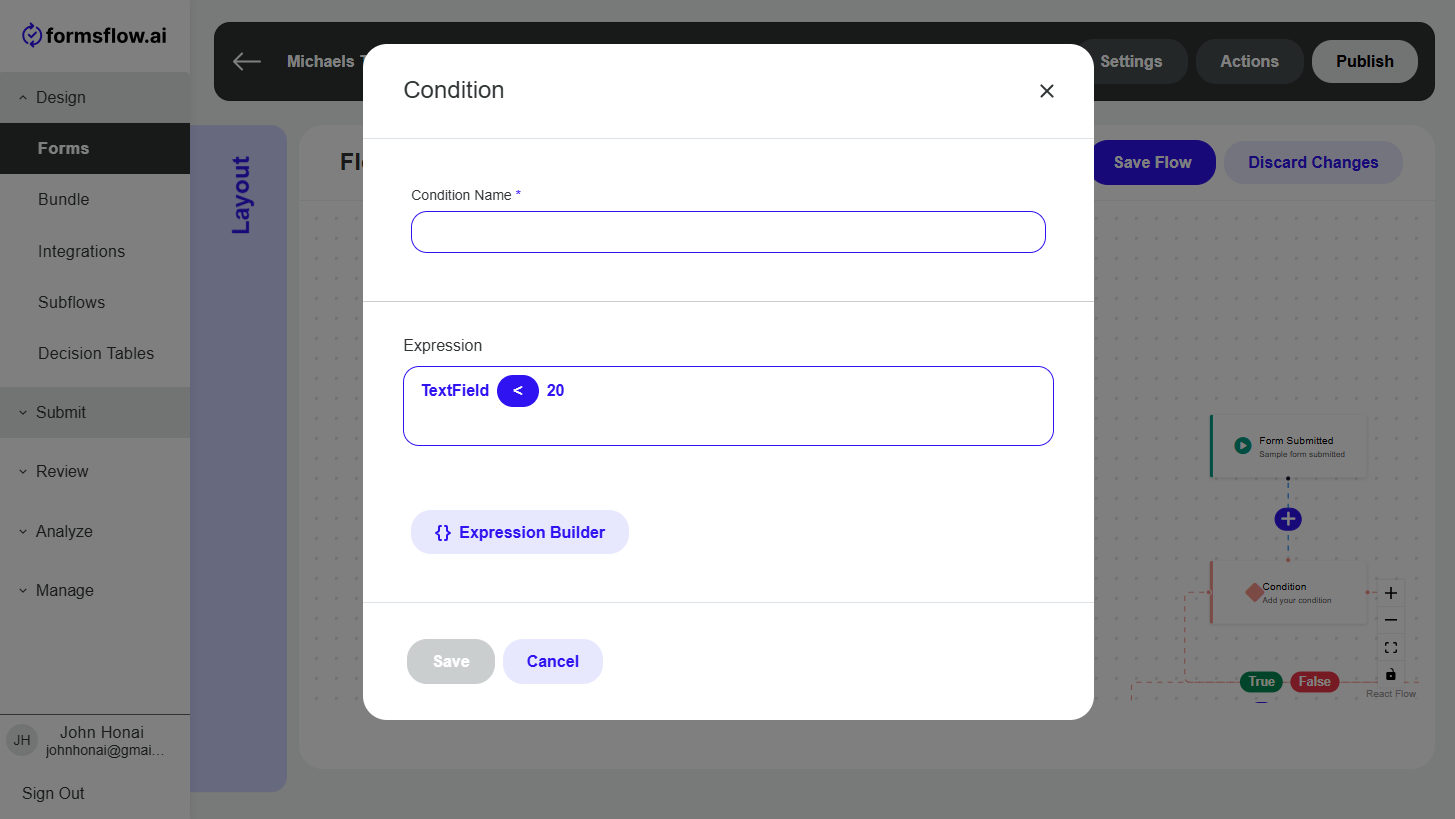 formsflow.ai
Design
Forms
Bundle
Integrations
Subflows
Decision Tables
Submit
Review
Analyze
Manage
JH
John Honai
johnhonai@gmai...
Sign Out
Michaels
Settings
Actions
Publish
Layout
Save Flow
Discard Changes
Condition
Condition Name *
Expression
TextField < 20
{} Expression Builder
Save
Cancel
Form Submitted
Sample form submitted
Condition
Add your condition
True
False
React Flow